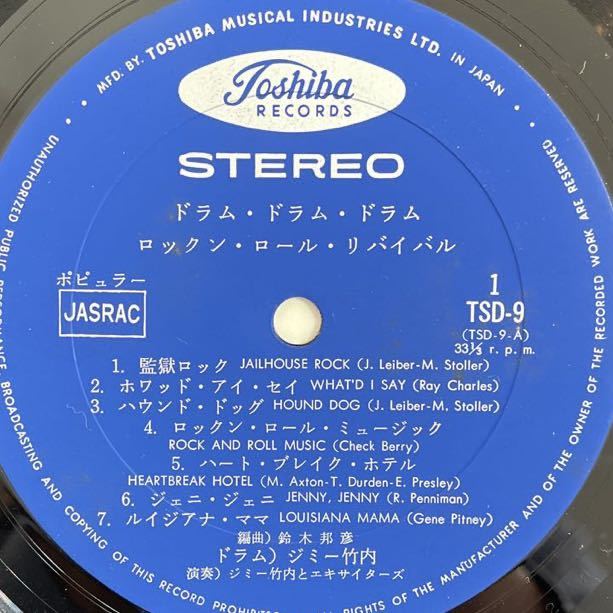 MFD. BY. TOSHIBA MUSICAL INDUSTRIES LTD. IN JAPAN.
UNAUTHORIZED PUBLIC PERFORMANCE BROADCASTING AND COPYING OF THIS RECORD PROHIBITED
ALL RIGHTS OF THE MANUFACTURER AND OF THE OWNER OF THE RECORDED WORK ARE RESERVED
Toshiba
RECORDS
STEREO
ドラム・ドラム・ドラム
ロックン・ロール・リバイバル
ポピュラー
JASRAC
1
TSD-9
(TSD-9-A)
33⅓ r. p. m.
1. 監獄ロック JAILHOUSE ROCK (J. Leiber-M. Stoller)
2. ホワッド・アイ・セイ WHAT'D I SAY (Ray Charles)
3. ハウンド・ドッグ HOUND DOG (J. Leiber-M. Stoller)
4. ロックン・ロール・ミュージック
ROCK AND ROLL MUSIC (Check Berry)
5. ハート・ブレイク・ホテル
HEARTBREAK HOTEL (M. Axton-T. Durden-E. Presley)
6. ジェニ・ジェニ JENNY, JENNY (R. Penniman)
7. ルイジアナ・ママ LOUISIANA MAMA (Gene Pitney)
編曲) 鈴木邦彦
ドラム) ジミー竹内
演奏) ジミー竹内とエキサイターズ